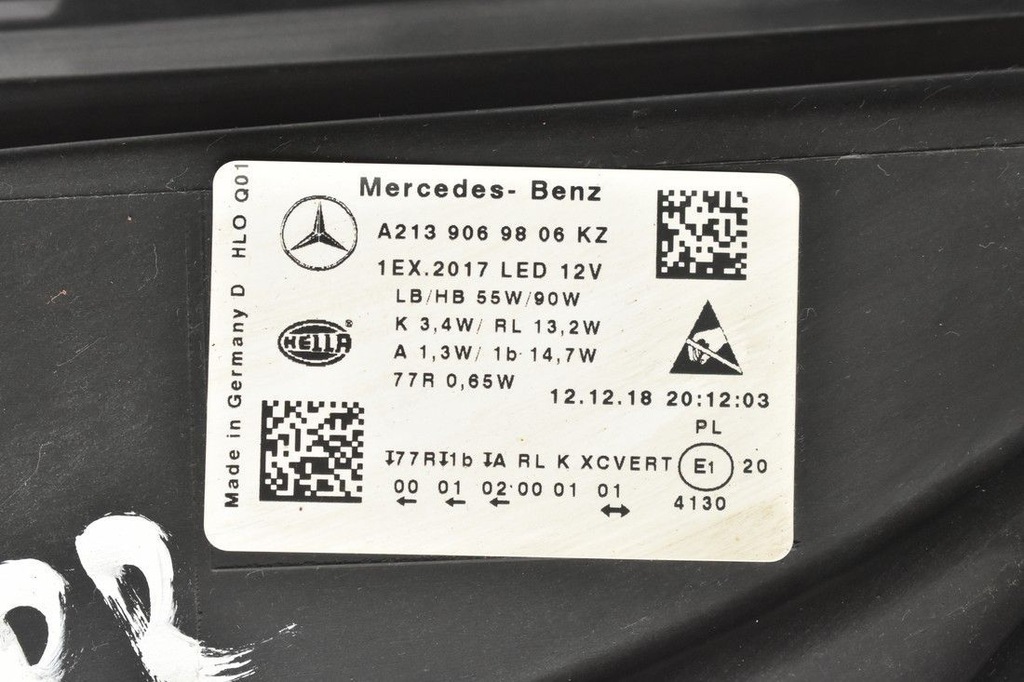 Mercedes- Benz
A213 906 98 06 KZ
1EX.2017 LED 12V
LB/HB 55W/90W
K 3,4W/ RL 13,2W
A 1,3W/ 1b 14,7W
77R 0,65W
HELLA®
12.12.18 20:12:03
PL
77R 1b A RL K XCVERT E1 20
00 01 02 00 01 01
4130
Made in Germany D HLO Q01